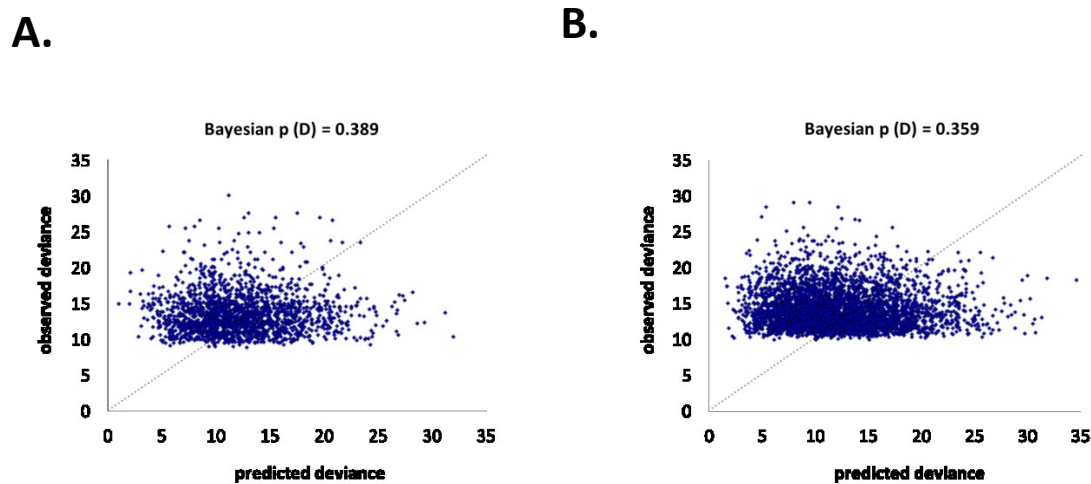 A.
Bayesian p (D) = 0.389
35
30
25
20
15
10
5
0
observed deviance
0 5 10 15 20 25 30 35
predicted deviance
B.
Bayesian p (D) = 0.359
35
30
25
20
15
10
5
0
observed deviance
0 5 10 15 20 25 30 35
predicted deviance